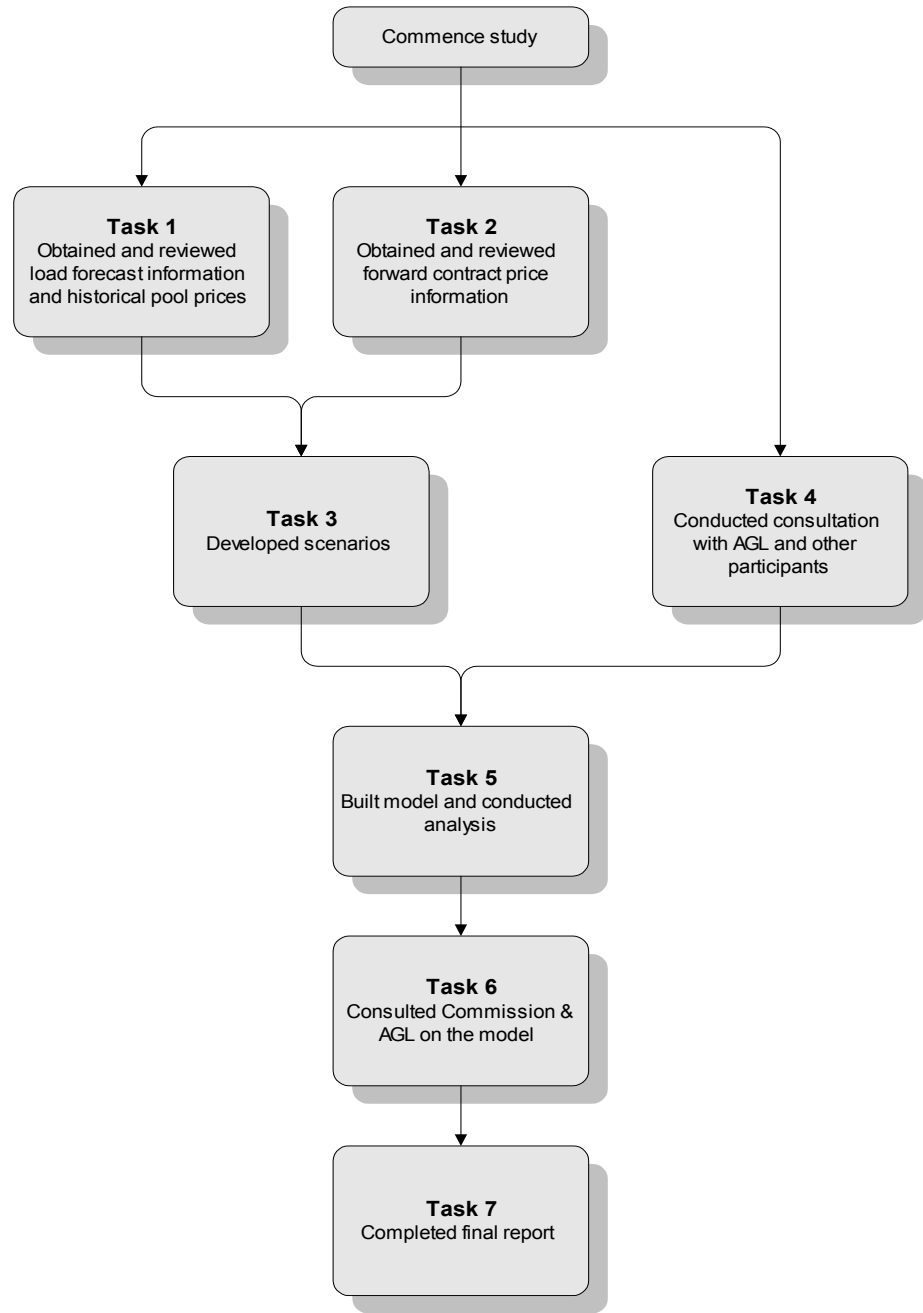 Commence study
Task 1
Obtained and reviewed
load forecast information
and historical pool prices
Task 2
Obtained and reviewed
forward contract price
information
Task 3
Developed scenarios
Task 4
Conducted consultation
with AGL and other
participants
Task 5
Built model and conducted
analysis
Task 6
Consulted Commission &
AGL on the model
Task 7
Completed final report